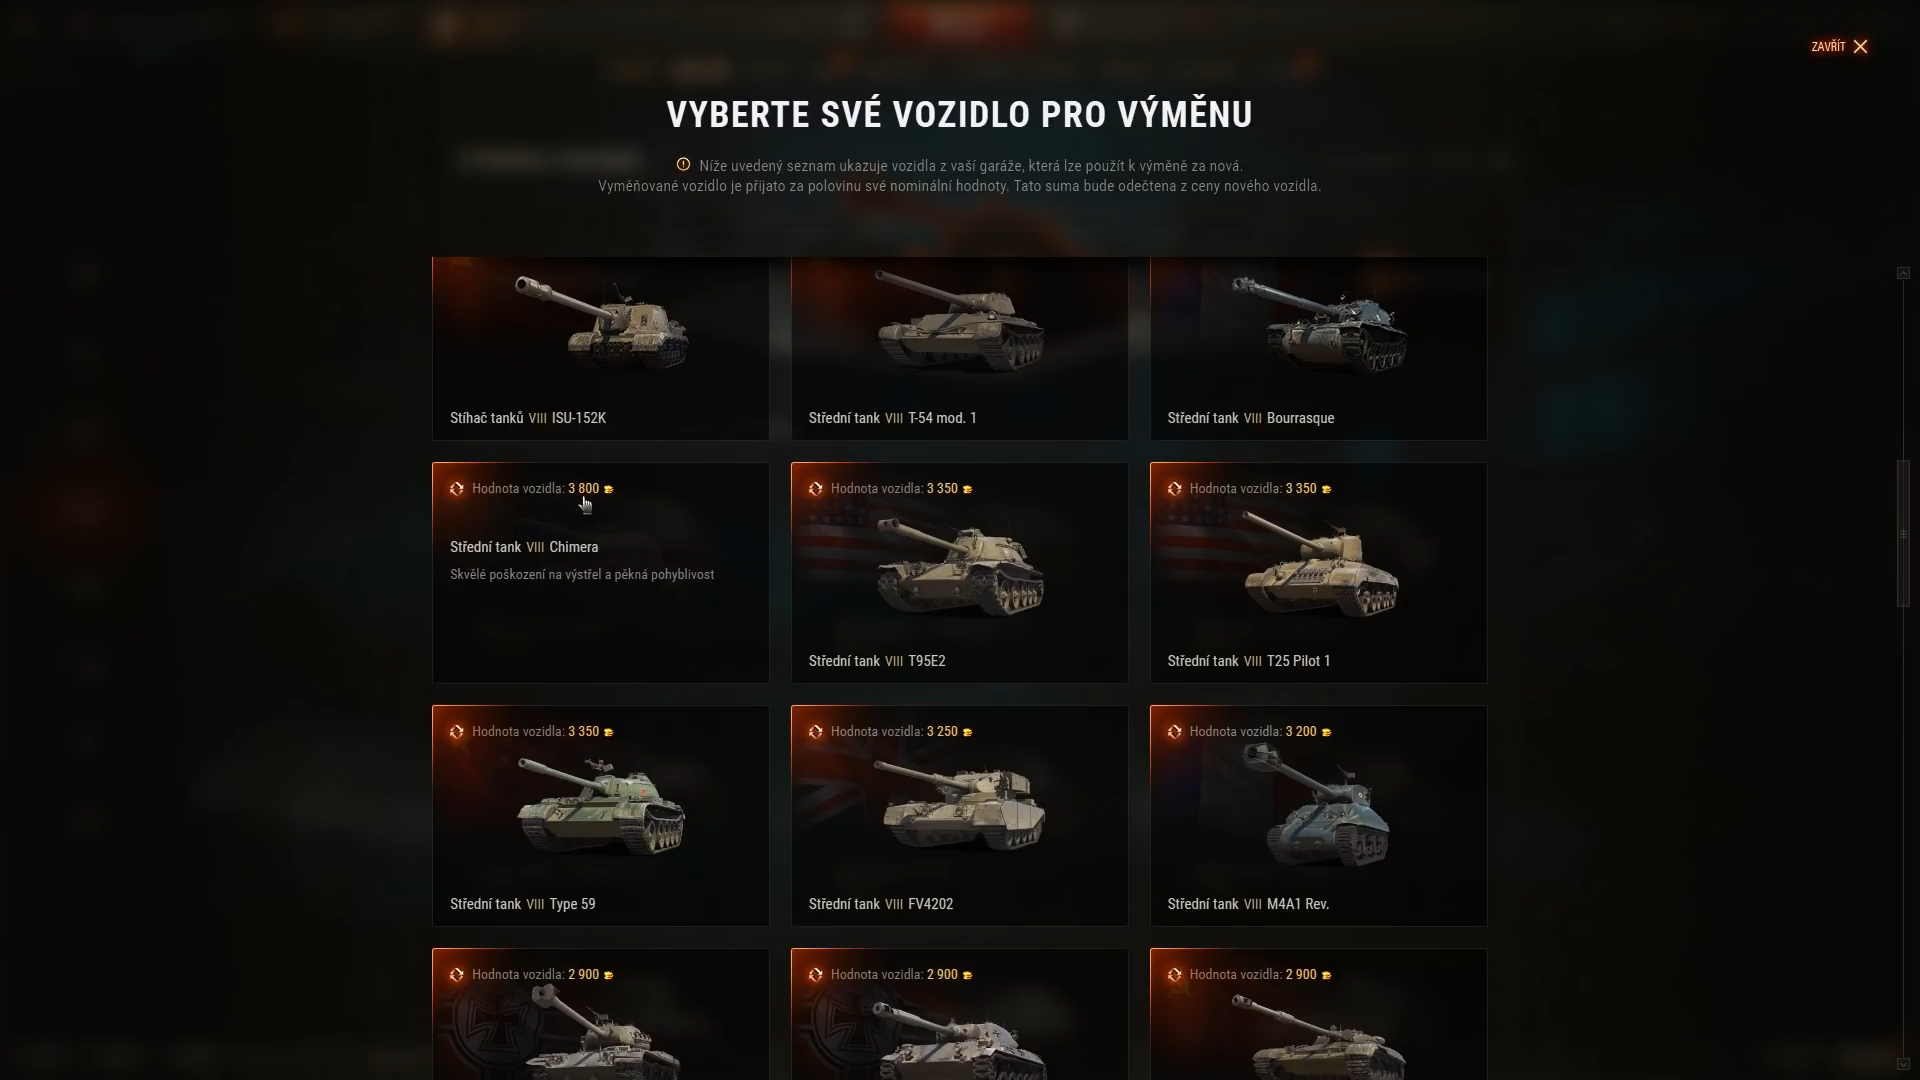 ZAVŘÍT
VYBERTE SVÉ VOZIDLO PRO VÝMĚNU
Níže uvedený seznam ukazuje vozidla z vaší garáže, která lze použít k výměně za nová.
Vyměňované vozidlo je přijato za polovinu své nominální hodnoty. Tato suma bude odečtena z ceny nového vozidla.
Stíhač tanků VIII ISU-152K
Střední tank VIII T-54 mod. 1
Střední tank VIII Bourrasque
Hodnota vozidla: 3 800
Střední tank VIII Chimera
Skvělé poškození na výstřel a pěkná pohyblivost
Hodnota vozidla: 3 350
Střední tank VIII T95E2
Hodnota vozidla: 3 350
Střední tank VIII T25 Pilot 1
Hodnota vozidla: 3 350
Střední tank VIII Type 59
Hodnota vozidla: 3 250
Střední tank VIII FV4202
Hodnota vozidla: 3 200
Střední tank VIII M4A1 Rev.
Hodnota vozidla: 2 900
Hodnota vozidla: 2 900
Hodnota vozidla: 2 900